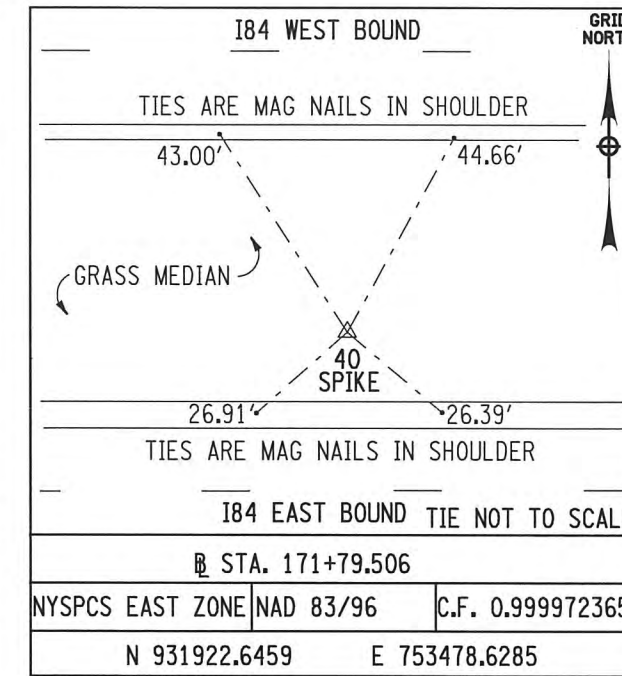 I84 WEST BOUND
GRID
NORT
TIES ARE MAG NAILS IN SHOULDER
43.00' 44.66'
GRASS MEDIAN
40
SPIKE
26.91' 26.39'
TIES ARE MAG NAILS IN SHOULDER
I84 EAST BOUND TIE NOT TO SCAL
BL STA. 171+79.506
NYSPCS EAST ZONE NAD 83/96 C.F. 0.999972365
N 931922.6459 E 753478.6285